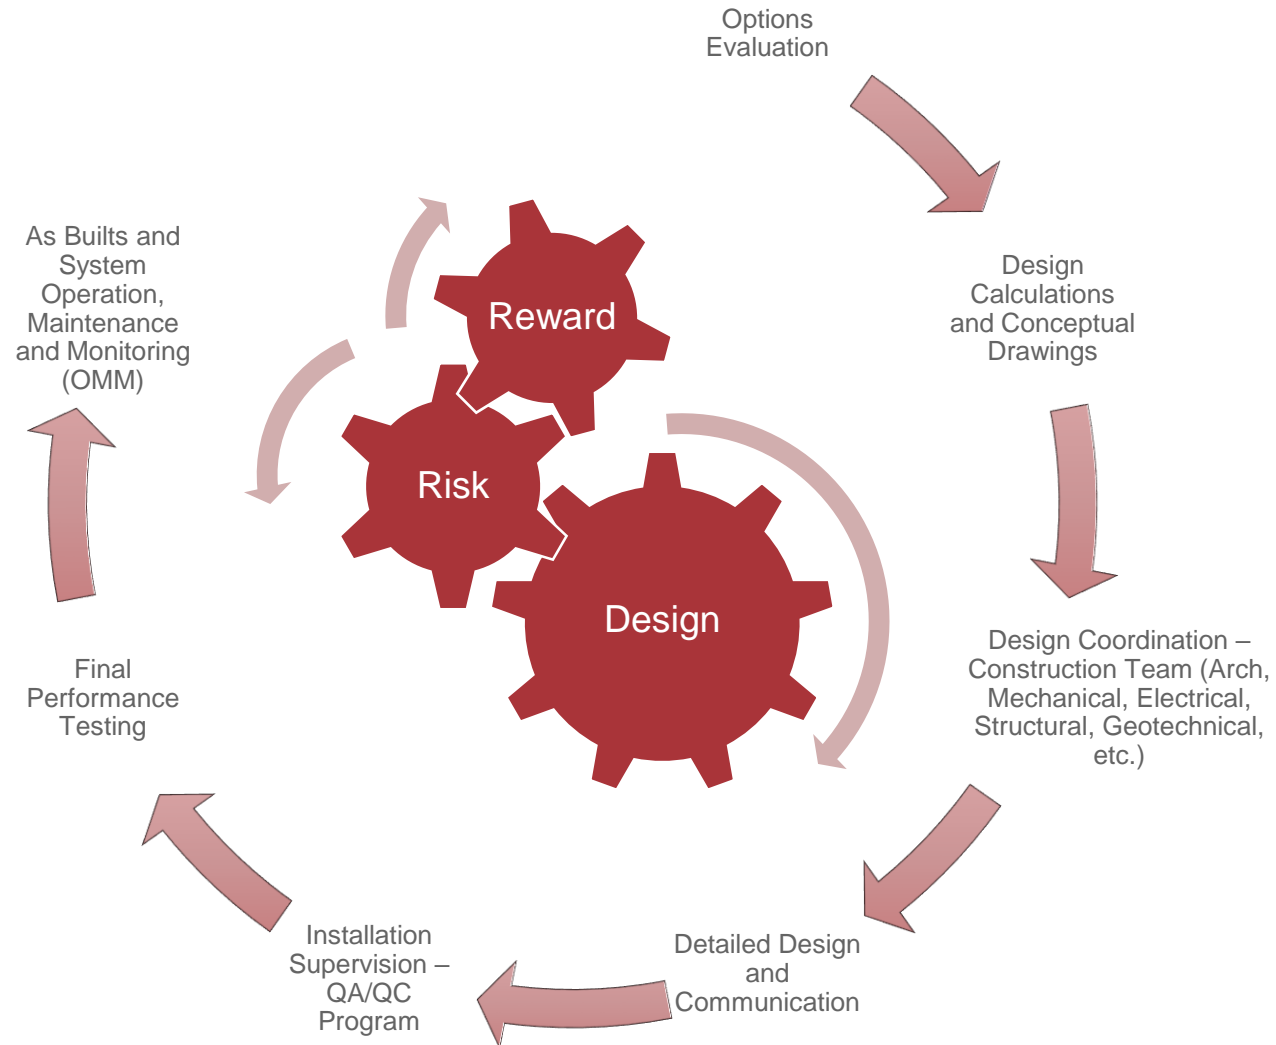 Options
Evaluation
Design
Calculations
and Conceptual
Drawings
Design Coordination –
Construction Team (Arch,
Mechanical, Electrical,
Structural, Geotechnical,
etc.)
Detailed Design
and
Communication
Installation
Supervision –
QA/QC
Program
Final
Performance
Testing
As Builts and
System
Operation,
Maintenance
and Monitoring
(OMM)
Reward
Risk
Design